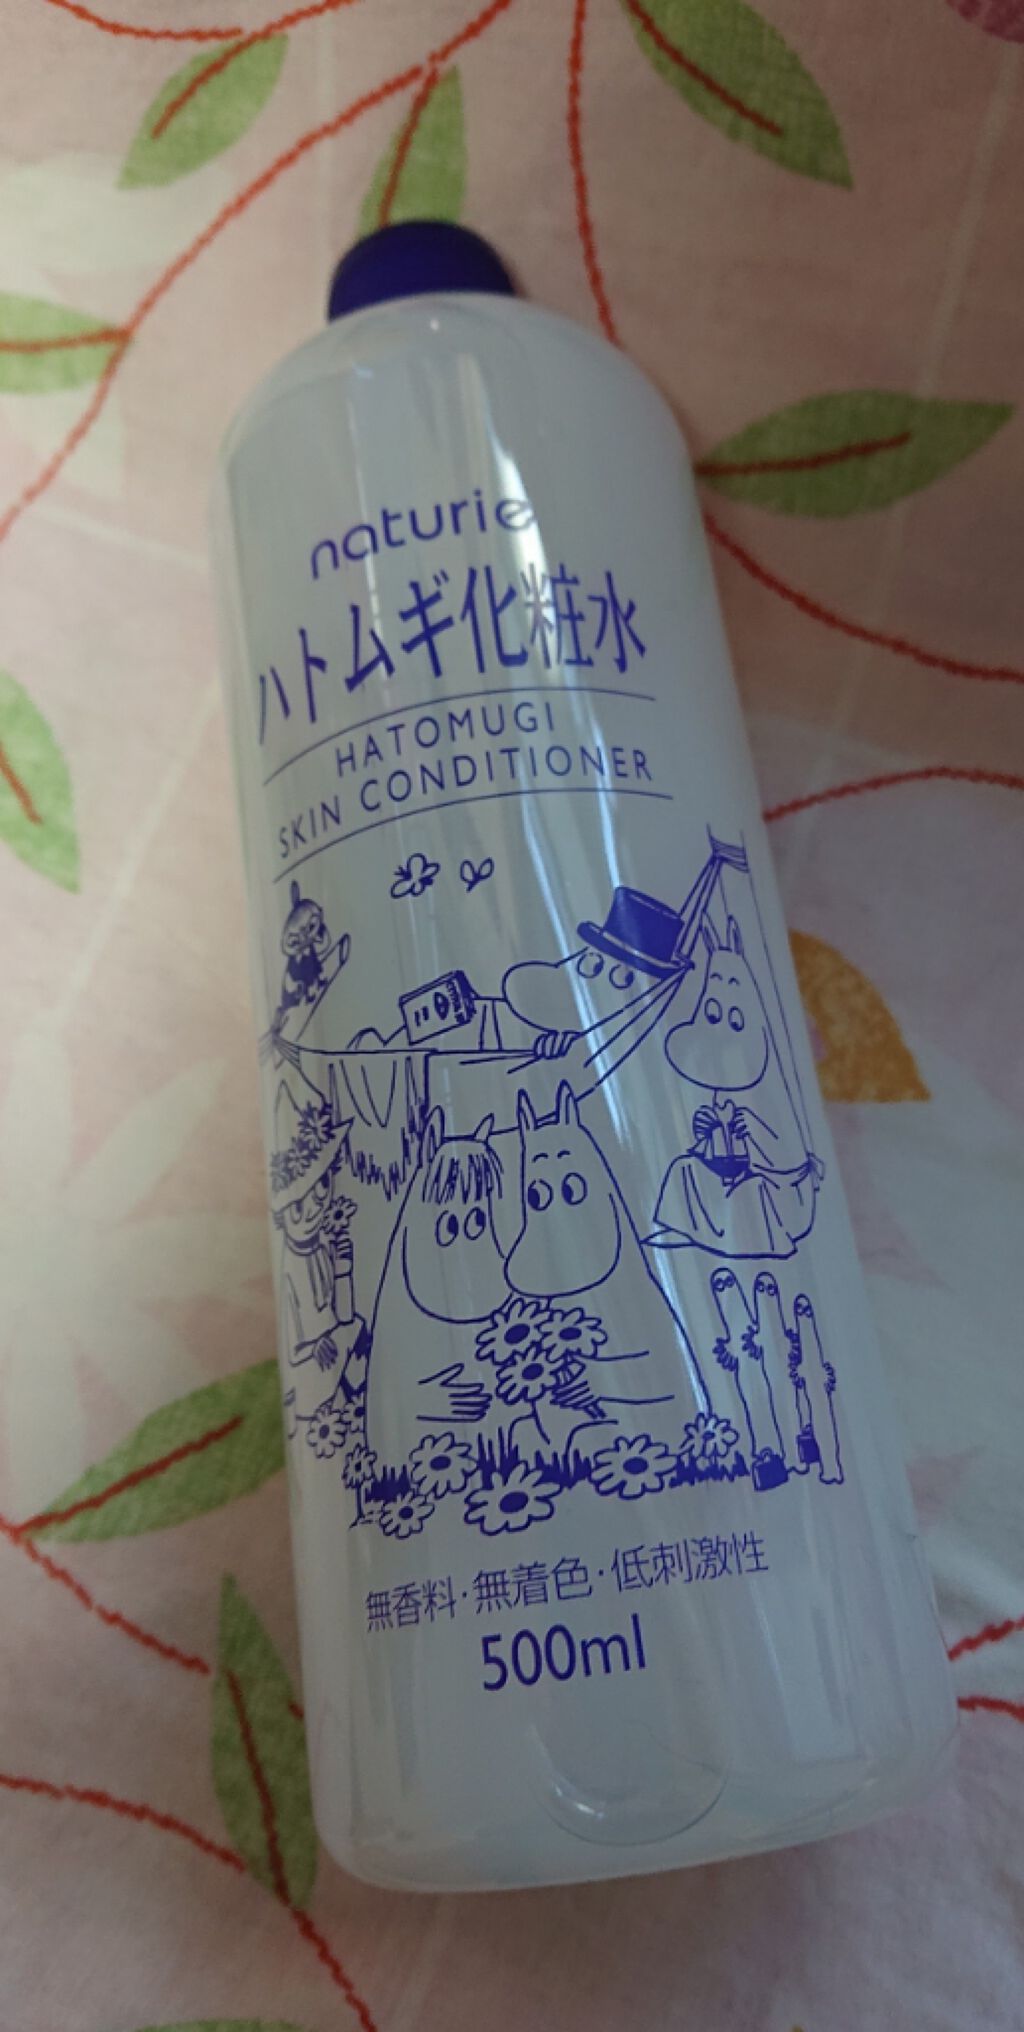 naturie
ハトムギ化粧水
HATOMUGI
SKIN CONDITIONER
無香料・無着色・低刺激性
500ml